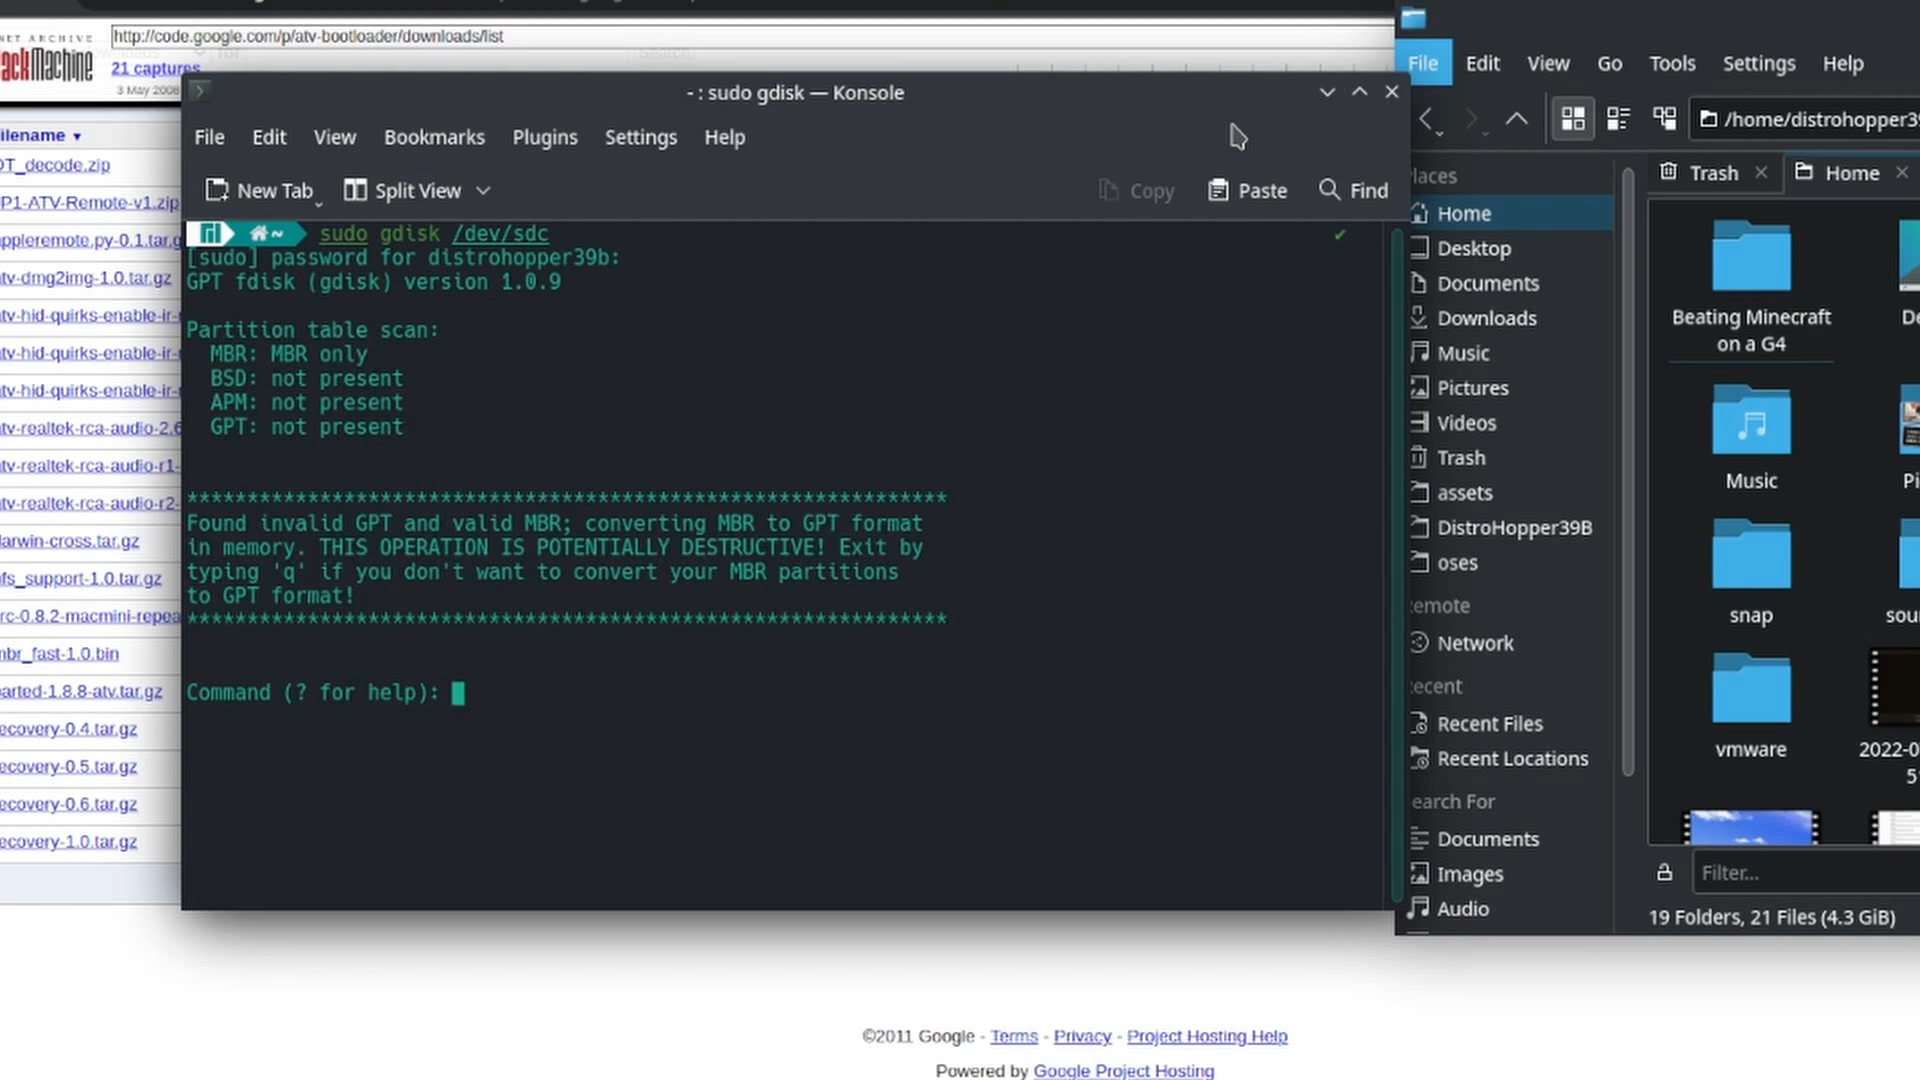 http://code.google.com/p/atv-bootloader/downloads/list
NET ARCHIVE
21 captures
3 May 2008
- : sudo gdisk — Konsole
File Edit View Bookmarks Plugins Settings Help
New Tab Split View Copy Paste Find
~ sudo gdisk /dev/sdc ✔
[sudo] password for distrohopper39b:
GPT fdisk (gdisk) version 1.0.9
Partition table scan:
MBR: MBR only
BSD: not present
APM: not present
GPT: not present
***************************************************************
Found invalid GPT and valid MBR; converting MBR to GPT format
in memory. THIS OPERATION IS POTENTIALLY DESTRUCTIVE! Exit by
typing 'q' if you don't want to convert your MBR partitions
to GPT format!
***************************************************************
Command (? for help):
ilename ▼
OT_decode.zip
P1-ATV-Remote-v1.zip
ppleremote.py-0.1.tar.g
tv-dmg2img-1.0.tar.gz
tv-hid-quirks-enable-ir-
tv-hid-quirks-enable-ir-
tv-hid-quirks-enable-ir-
tv-realtek-rca-audio-2.6
tv-realtek-rca-audio-r1-
tv-realtek-rca-audio-r2-
arwin-cross.tar.gz
fs_support-1.0.tar.gz
rc-0.8.2-macmini-repea
mbr_fast-1.0.bin
arted-1.8.8-atv.tar.gz
ecovery-0.4.tar.gz
ecovery-0.5.tar.gz
ecovery-0.6.tar.gz
ecovery-1.0.tar.gz
©2011 Google - Terms - Privacy - Project Hosting Help
Powered by Google Project Hosting
File Edit View Go Tools Settings Help
/home/distrohopper39
laces
Home
Desktop
Documents
Downloads
Music
Pictures
Videos
Trash
assets
DistroHopper39B
oses
emote
Network
ecent
Recent Files
Recent Locations
earch For
Documents
Images
Audio
Trash Home
Beating Minecraft
on a G4
De
Music
Pi
snap
sou
vmware
2022-0
5
Filter...
19 Folders, 21 Files (4.3 GiB)